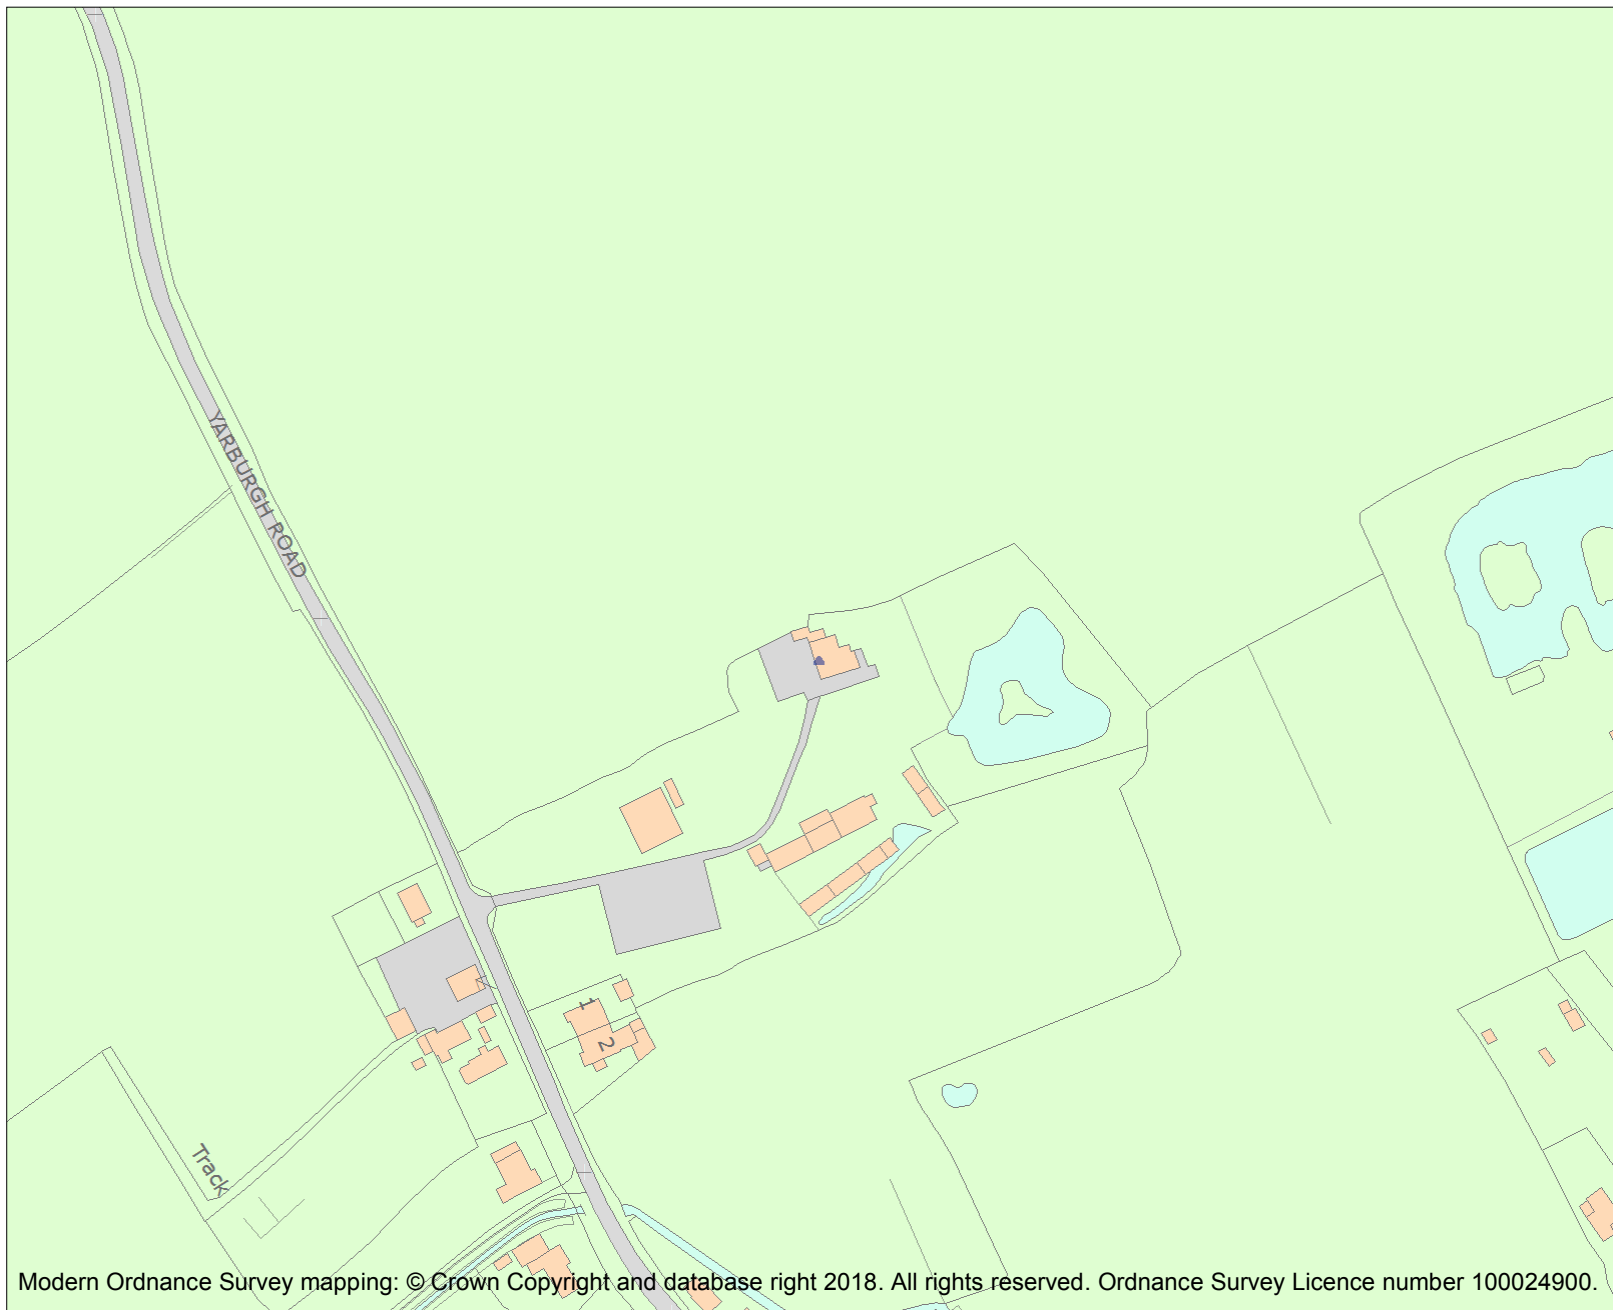 YARBURGH ROAD
1
2
Track
Modern Ordnance Survey mapping: © Crown Copyright and database right 2018. All rights reserved. Ordnance Survey Licence number 100024900.